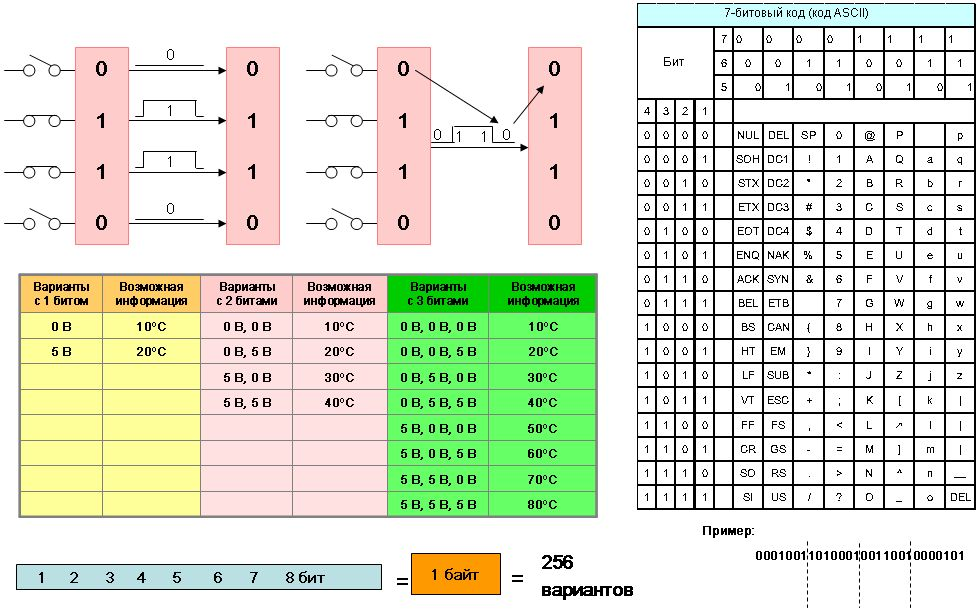 0 0 0
1 1 1
1 1 1
0 0 0
0 0
1 1
0 1 1 0
1 1
0 0
Варианты с 1 битом Возможная информация Варианты с 2 битами Возможная информация Варианты с 3 битами Возможная информация
0 В 10°C 0 В, 0 В 10°C 0 В, 0 В, 0 В 10°C
5 В 20°C 0 В, 5 В 20°C 0 В, 0 В, 5 В 20°C
5 В, 0 В 30°C 0 В, 5 В, 0 В 30°C
5 В, 5 В 40°C 0 В, 5 В, 5 В 40°C
5 В, 0 В, 0 В 50°C
5 В, 0 В, 5 В 60°C
5 В, 5 В, 0 В 70°C
5 В, 5 В, 5 В 80°C
1 2 3 4 5 6 7 8 бит = 1 байт = 256
вариантов
7-битовый код (код ASCII)
Бит 7 0 0 0 0 1 1 1 1
6 0 0 1 1 0 0 1 1
5 0 1 0 1 0 1 0 1
4 3 2 1
0 0 0 0 NUL DEL SP 0 @ P p
0 0 0 1 SOH DC1 ! 1 A Q a q
0 0 1 0 STX DC2 * 2 B R b r
0 0 1 1 ETX DC3 # 3 C S c s
0 1 0 0 EOT DC4 $ 4 D T d t
0 1 0 1 ENQ NAK % 5 E U e u
0 1 1 0 ACK SYN & 6 F V f v
0 1 1 1 BEL ETB 7 G W g w
1 0 0 0 BS CAN ( 8 H X h x
1 0 0 1 HT EM ) 9 I Y i y
1 0 1 0 LF SUB * : J Z j z
1 0 1 1 VT ESC + ; K [ k |
1 1 0 0 FF FS , < L ↗ l |
1 1 0 1 CR GS - = M ] m |
1 1 1 0 SO RS . > N ^ n __
1 1 1 1 SI US / ? O _ o DEL
Пример:
0001001101000100110010000101